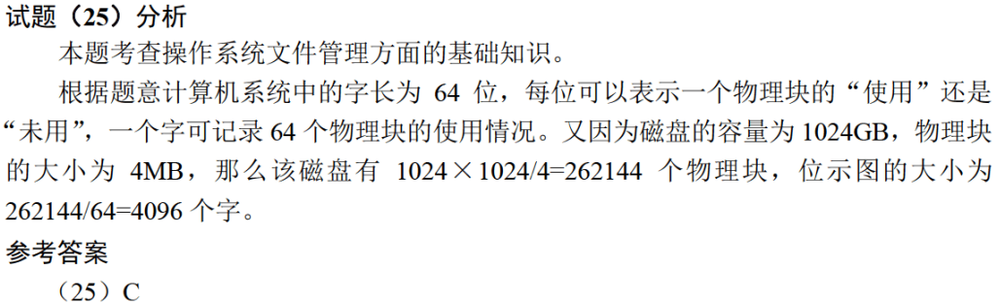 试题（25）分析
本题考查操作系统文件管理方面的基础知识。
根据题意计算机系统中的字长为 64 位，每位可以表示一个物理块的“使用”还是
“未用”，一个字可记录 64 个物理块的使用情况。又因为磁盘的容量为 1024GB，物理块
的大小为 4MB，那么该磁盘有 1024×1024/4=262144 个物理块，位示图的大小为
262144/64=4096 个字。
参考答案
（25）C